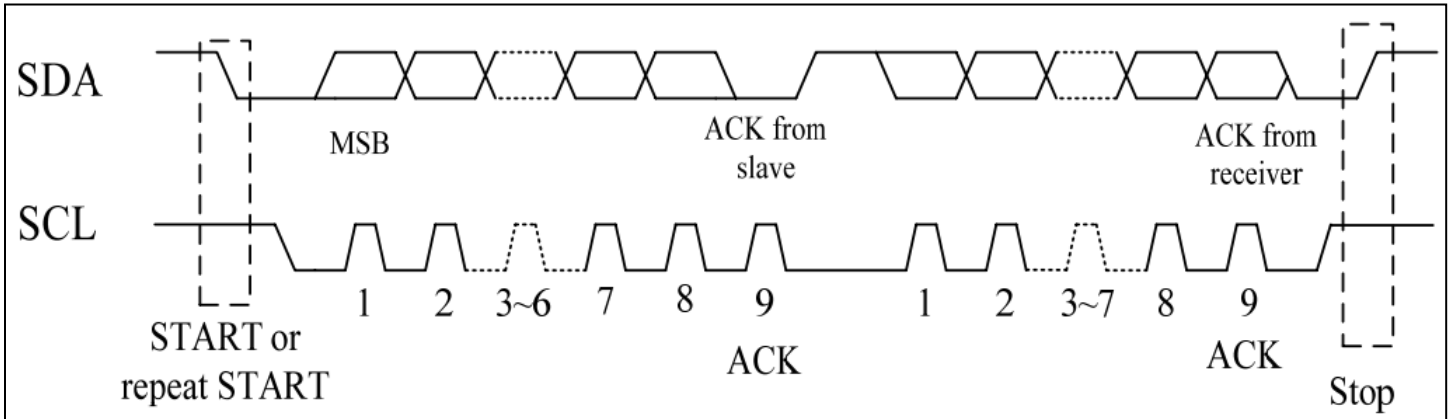 SDA
MSB
ACK from
slave
ACK from
receiver
SCL
1 2 3~6 7 8 9 1 2 3~7 8 9
START or
repeat START
ACK
ACK
Stop